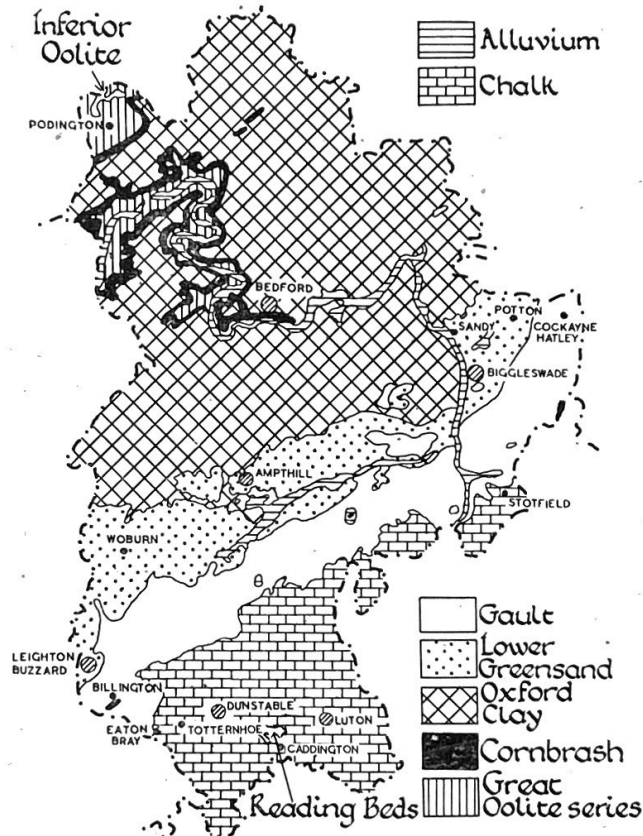 Inferior
Oolite
Alluvium
Chalk
PODINGTON
BEDFORD
POTTON
SANDY
COCKAYNE
HATLEY
BIGGLESWADE
AMPTHILL
STOTFIELD
WOBURN
Gault
Lower
Greensand
LEIGHTON
BUZZARD
Oxford
Clay
BILLINGTON
DUNSTABLE
LUTON
EATON
BRAY
TOTTERNHOE
CADDINGTON
Cornbrash
Great
Oolite series
Reading Beds